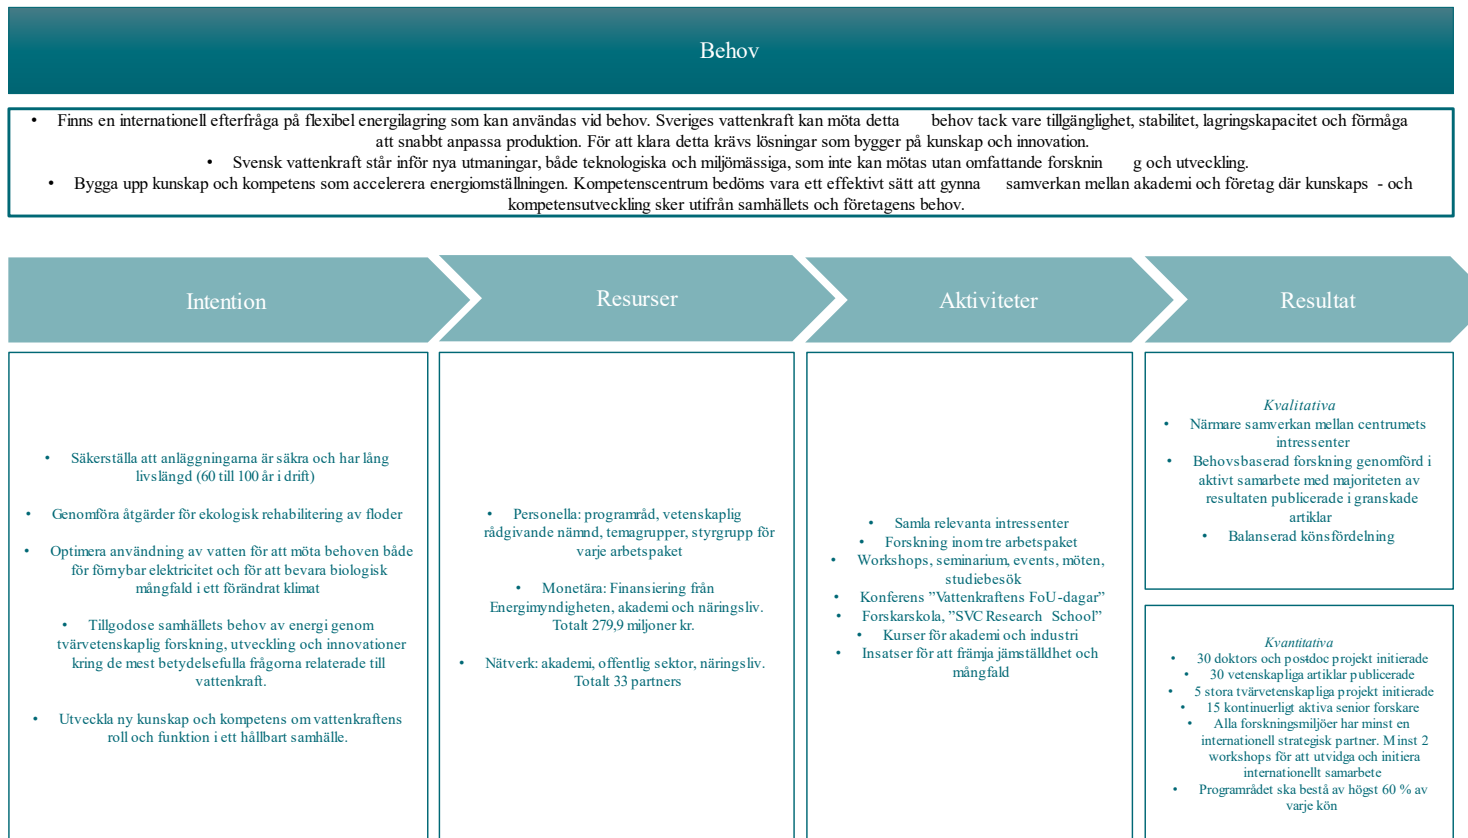 Behov
• Finns en internationell efterfråga på flexibel energilagring som kan användas vid behov. Sveriges vattenkraft kan möta detta behov tack vare tillgänglighet, stabilitet, lagringskapacitet och förmåga
att snabbt anpassa produktion. För att klara detta krävs lösningar som bygger på kunskap och innovation.
• Svensk vattenkraft står inför nya utmaningar, både teknologiska och miljömässiga, som inte kan mötas utan omfattande forsknin g och utveckling.
• Bygga upp kunskap och kompetens som accelerera energiomställningen. Kompetenscentrum bedöms vara ett effektivt sätt att gynna samverkan mellan akademi och företag där kunskaps - och
kompetensutveckling sker utifrån samhällets och företagens behov.
Intention
• Säkerställa att anläggningarna är säkra och har lång
livslängd (60 till 100 år i drift)
• Genomföra åtgärder för ekologisk rehabilitering av floder
• Optimera användning av vatten för att möta behoven både
för förnybar elektricitet och för att bevara biologisk
mångfald i ett förändrat klimat
• Tillgodose samhällets behov av energi genom
tvärvetenskaplig forskning, utveckling och innovationer
kring de mest betydelsefulla frågorna relaterade till
vattenkraft.
• Utveckla ny kunskap och kompetens om vattenkraftens
roll och funktion i ett hållbart samhälle.
Resurser
• Personella: programråd, vetenskaplig
rådgivande nämnd, temagrupper, styrgrupp för
varje arbetspaket
• Monetära: Finansiering från
Energimyndigheten, akademi och näringsliv.
Totalt 279,9 miljoner kr.
• Nätverk: akademi, offentlig sektor, näringsliv.
Totalt 33 partners
Aktiviteter
• Samla relevanta intressenter
• Forskning inom tre arbetspaket
• Workshops, seminarium, events, möten,
studiebesök
• Konferens ”Vattenkraftens FoU -dagar”
• Forskarskola, ”SVC Research School”
• Kurser för akademi och industri
• Insatser för att främja jämställdhet och
mångfald
Resultat
Kvalitativa
• Närmare samverkan mellan centrumets
intressenter
• Behovsbaserad forskning genomförd i
aktivt samarbete med majoriteten av
resultaten publicerade i granskade
artiklar
• Balanserad könsfördelning
Kvantitativa
• 30 doktors och postdoc projekt initierade
• 30 vetenskapliga artiklar publicerade
• 5 stora tvärvetenskapliga projekt initierade
• 15 kontinuerligt aktiva senior forskare
• Alla forskningsmiljöer har minst en
internationell strategisk partner. Minst 2
workshops för att utvidga och initiera
internationellt samarbete
• Programrådet ska bestå av högst 60 % av
varje kön